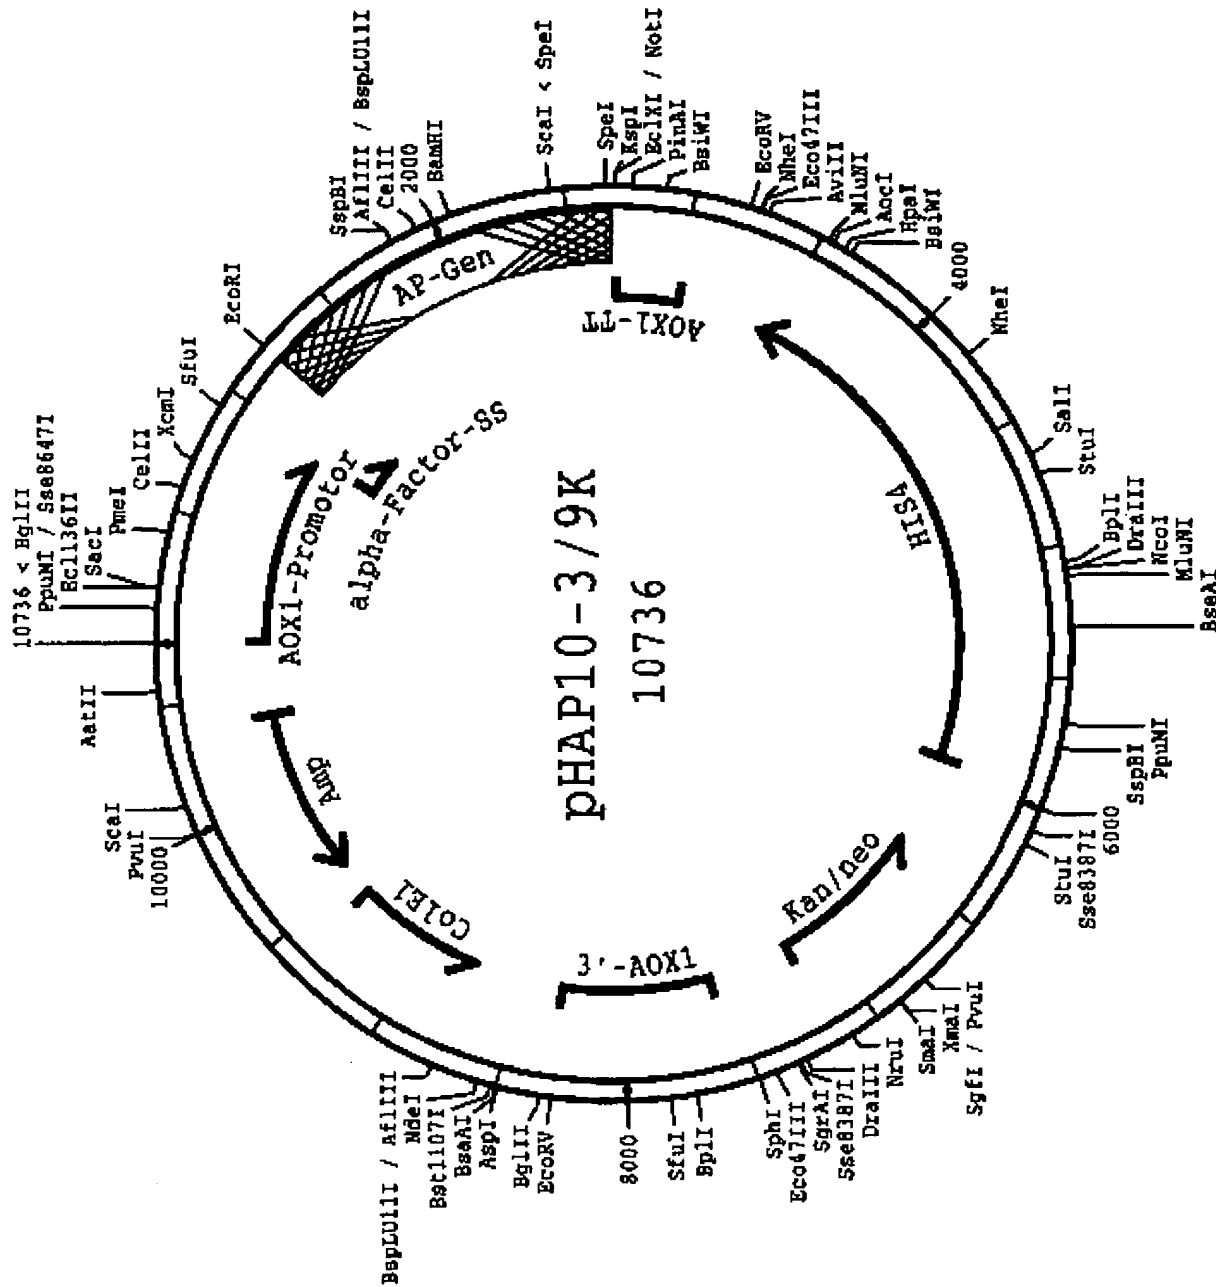 pHAP10-3/9K
10736
10736 < BglII
PpuMI / Sse8647I
Ecl136II
SacI
PmeI
CelII
XcmI
SfuI
EcoRI
SspBI
AflIII / BspLU11I
CelII
2000
BamHI
ScaI < SpeI
SpeI
KspI
EclXI / NotI
PinAI
BsiWI
EcoRV
NheI
Eco47III
AviII
MluNI
AocI
HpaI
BsiWI
4000
NheI
SalI
StuI
BplI
DraIII
NcoI
MluNI
BseAI
PpuMI
SspBI
6000
Sse8387I
StuI
SgfI / PvuI
XmaI
SmaI
NruI
DraIII
Sse8387I
SgrAI
Eco47III
SphI
BplI
SfuI
8000
EcoRV
BglII
AspI
BsaAI
Bst1107I
NdeI
BspLU11I / AflIII
10000
PvuI
ScaI
AatII
AOX1-Promotor
alpha-Factor-SS
AP-Gen
AOX1-TT
HIS4
Kan/neo
3'-AOX1
ColE1
Amp